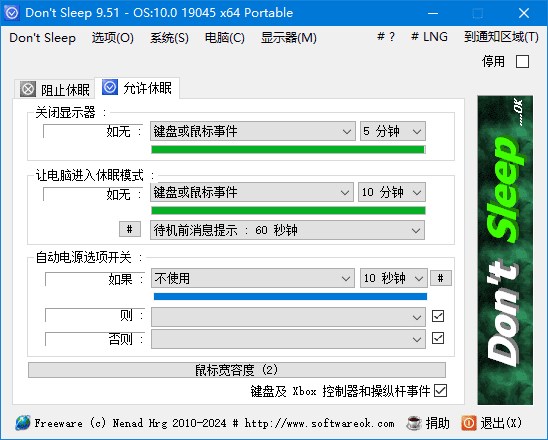 Don't Sleep 9.51 - OS:10.0 19045 x64 Portable
Don't Sleep 选项(O) 系统(S) 电脑(C) 显示器(M) # ? # LNG 到通知区域(T)
停用
阻止休眠 允许休眠
关闭显示器 :
如无 : 键盘或鼠标事件 5 分钟
让电脑进入休眠模式 :
如无 : 键盘或鼠标事件 10 分钟
# 待机前消息提示 : 60 秒钟
自动电源选项开关 :
如果 : 不使用 10 秒钟 #
则 :
否则 :
鼠标宽容度 (2)
键盘及 Xbox 控制器和操纵杆事件
Don't Sleep ....OK
Freeware (c) Nenad Hrg 2010-2024 # http://www.softwareok.com 捐助 退出(X)